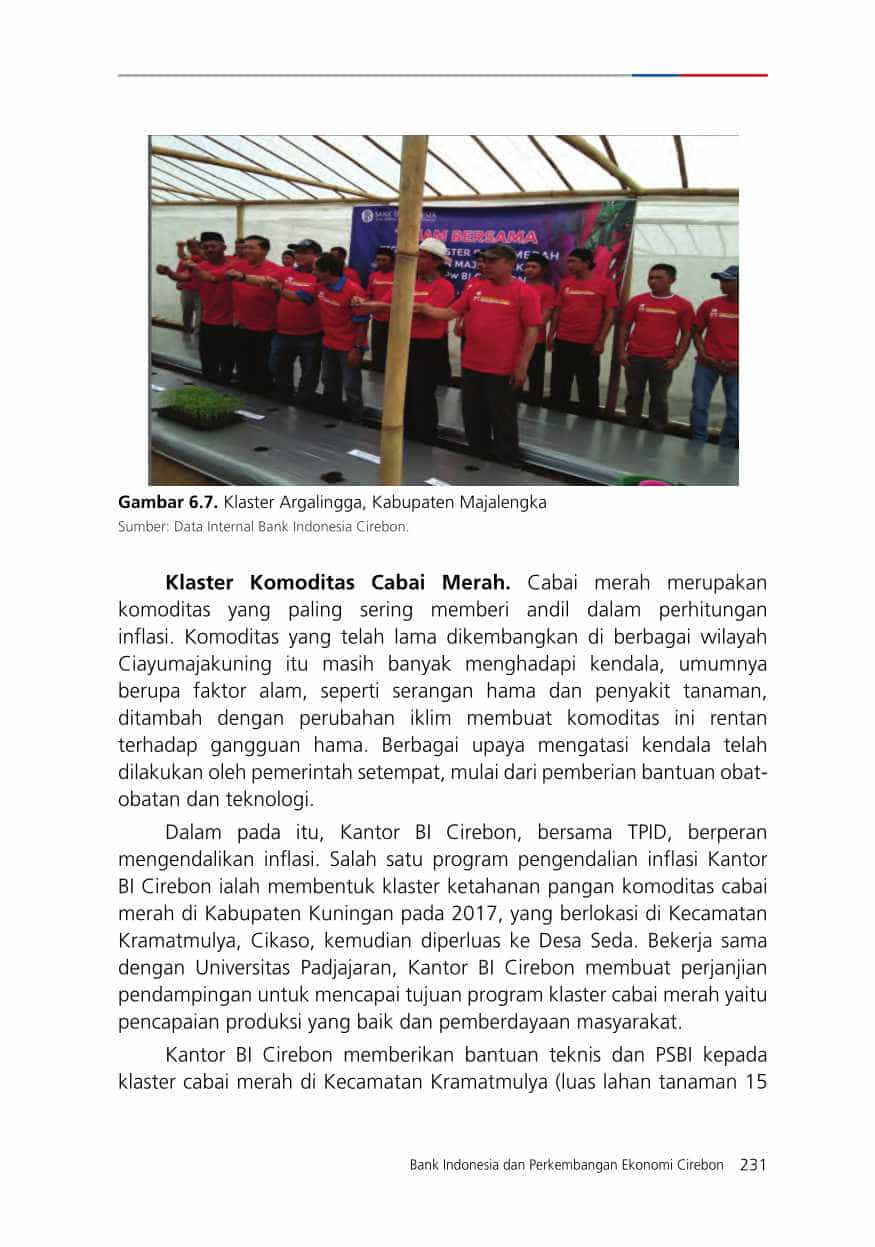 BANK INDONESIA
BERSAMA
MERAH
BI
Gambar 6.7. Klaster Argalingga, Kabupaten Majalengka
Sumber: Data Internal Bank Indonesia Cirebon.
Klaster Komoditas Cabai Merah. Cabai merah merupakan
komoditas yang paling sering memberi andil dalam perhitungan
inflasi. Komoditas yang telah lama dikembangkan di berbagai wilayah
Ciayumajakuning itu masih banyak menghadapi kendala, umumnya
berupa faktor alam, seperti serangan hama dan penyakit tanaman,
ditambah dengan perubahan iklim membuat komoditas ini rentan
terhadap gangguan hama. Berbagai upaya mengatasi kendala telah
dilakukan oleh pemerintah setempat, mulai dari pemberian bantuan obat-
obatan dan teknologi.
Dalam pada itu, Kantor BI Cirebon, bersama TPID, berperan
mengendalikan inflasi. Salah satu program pengendalian inflasi Kantor
BI Cirebon ialah membentuk klaster ketahanan pangan komoditas cabai
merah di Kabupaten Kuningan pada 2017, yang berlokasi di Kecamatan
Kramatmulya, Cikaso, kemudian diperluas ke Desa Seda. Bekerja sama
dengan Universitas Padjajaran, Kantor BI Cirebon membuat perjanjian
pendampingan untuk mencapai tujuan program klaster cabai merah yaitu
pencapaian produksi yang baik dan pemberdayaan masyarakat.
Kantor BI Cirebon memberikan bantuan teknis dan PSBI kepada
klaster cabai merah di Kecamatan Kramatmulya (luas lahan tanaman 15
Bank Indonesia dan Perkembangan Ekonomi Cirebon 231